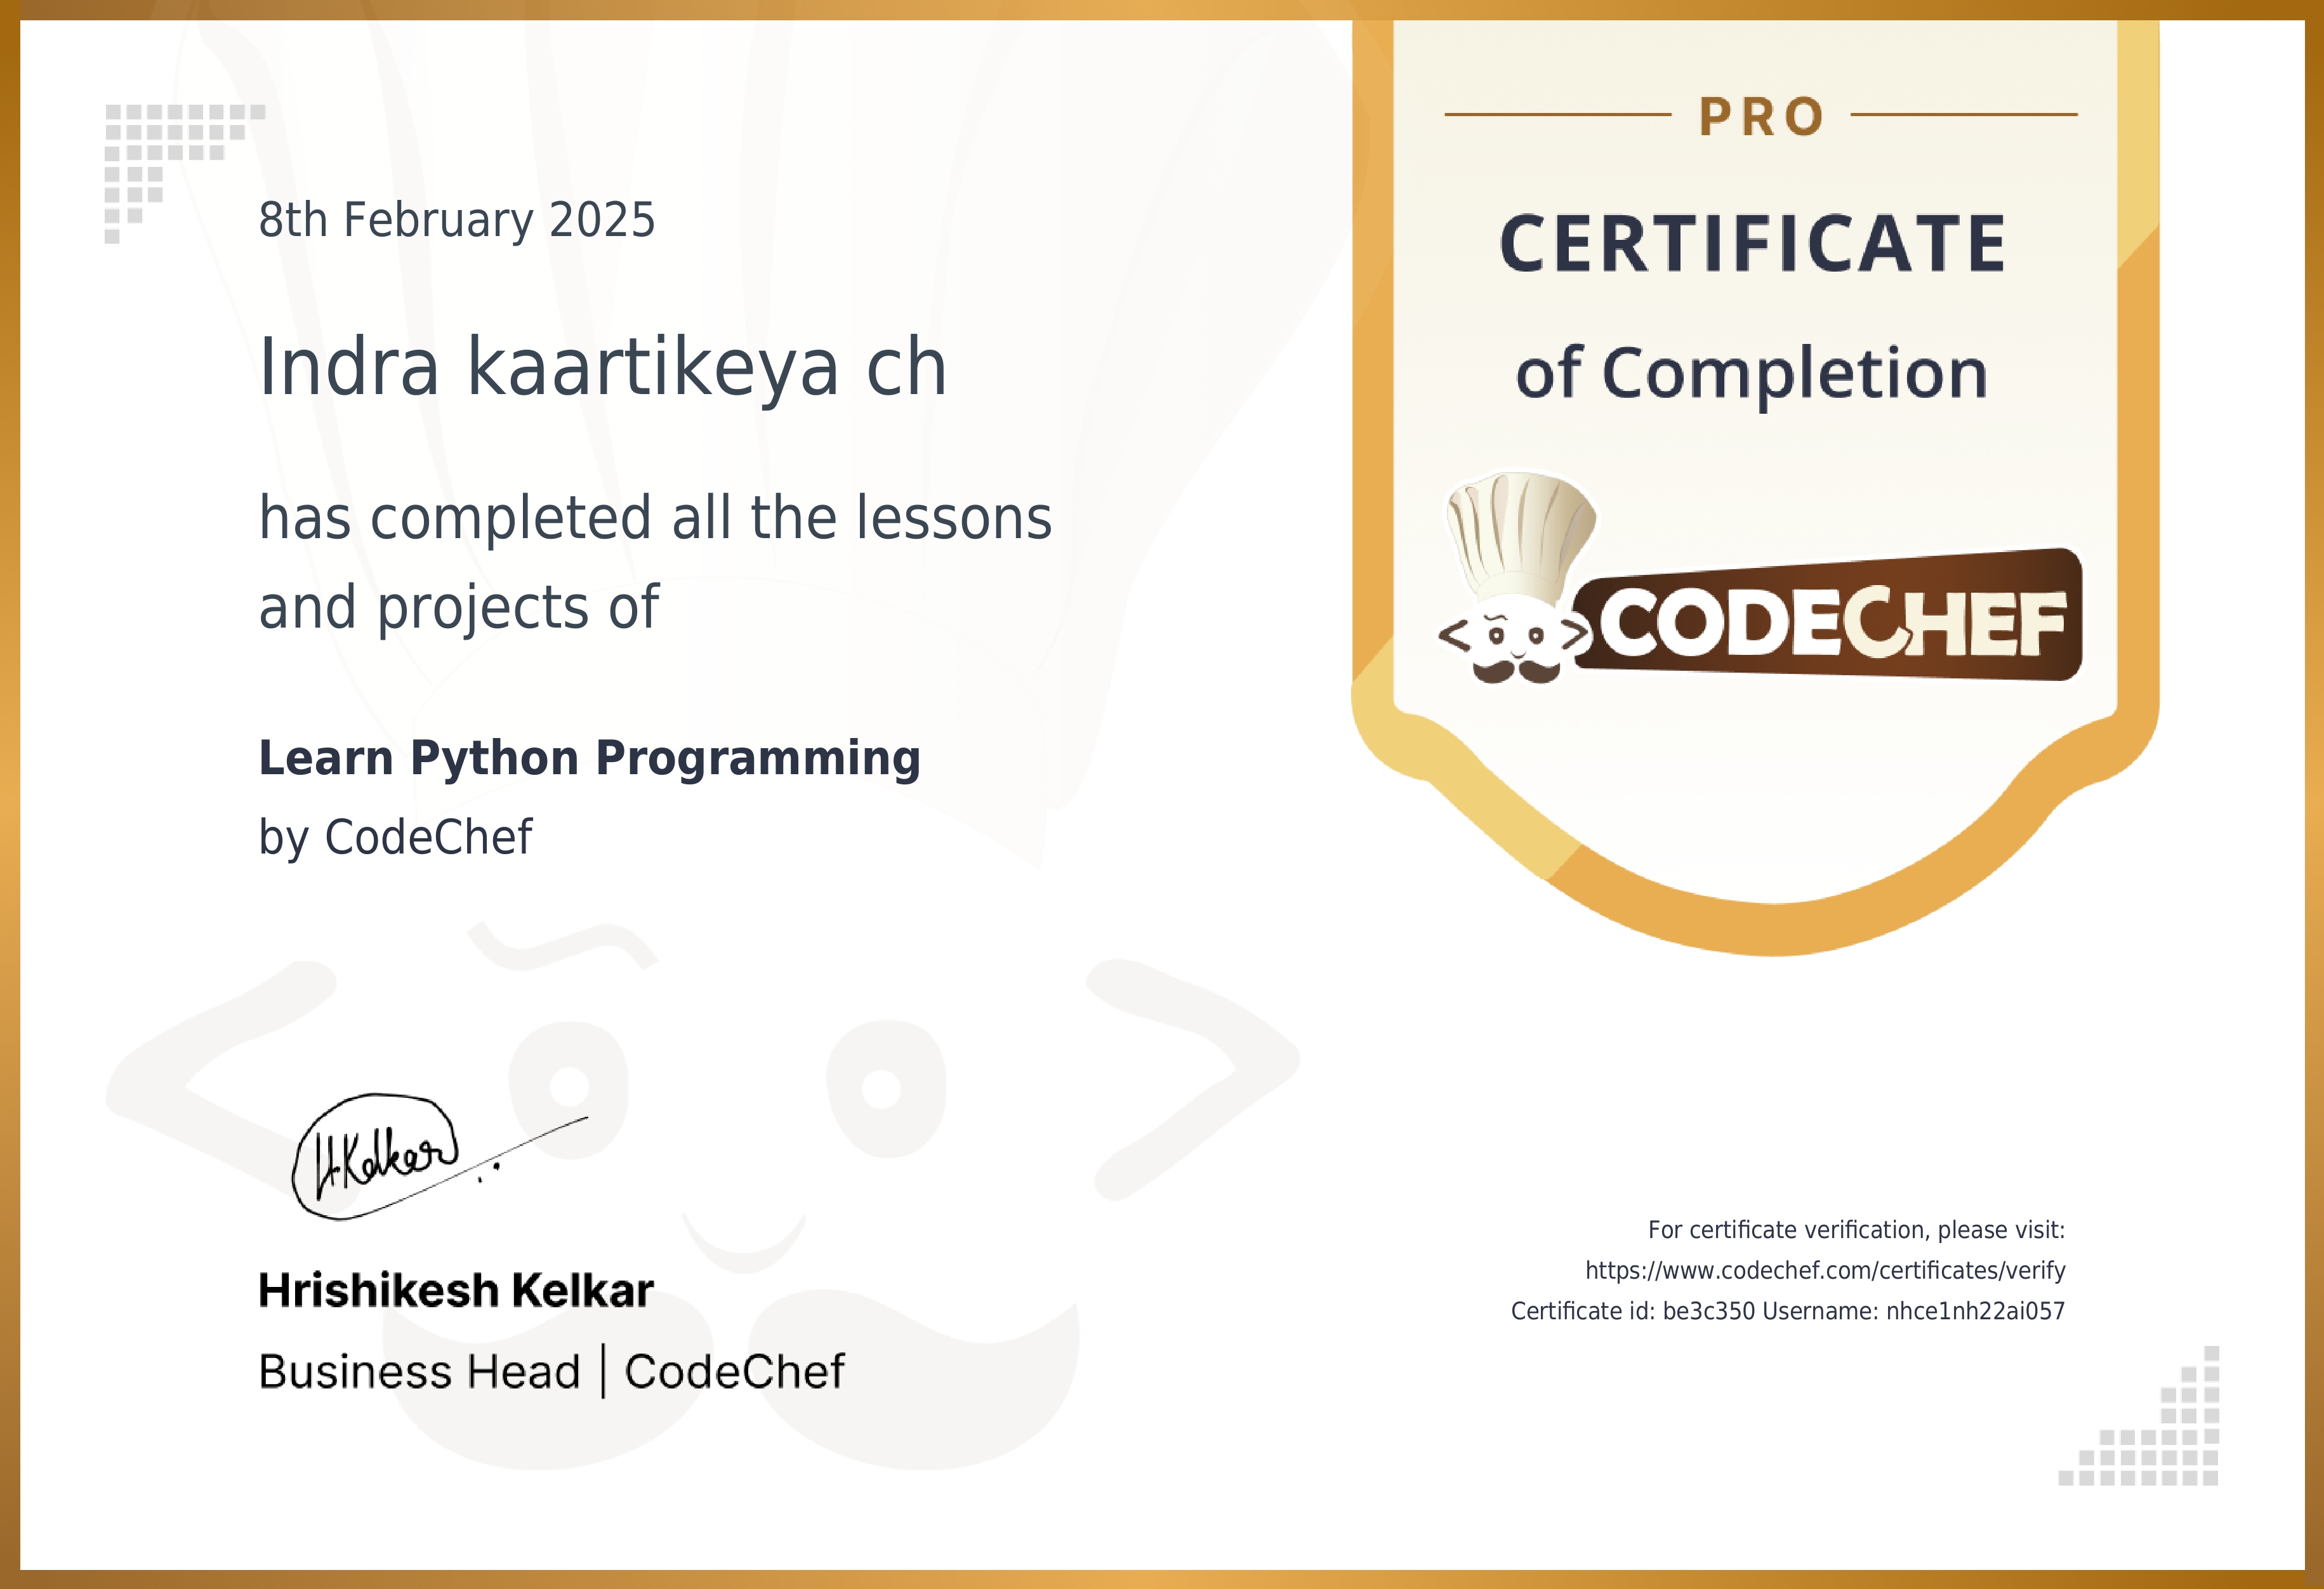 8th February 2025
Indra kaartikeya ch
has completed all the lessons
and projects of
Learn Python Programming
by CodeChef
HKelkar
Hrishikesh Kelkar
Business Head | CodeChef
PRO
CERTIFICATE
of Completion
CODECHEF
For certificate verification, please visit:
https://www.codechef.com/certificates/verify
Certificate id: be3c350 Username: nhce1nh22ai057